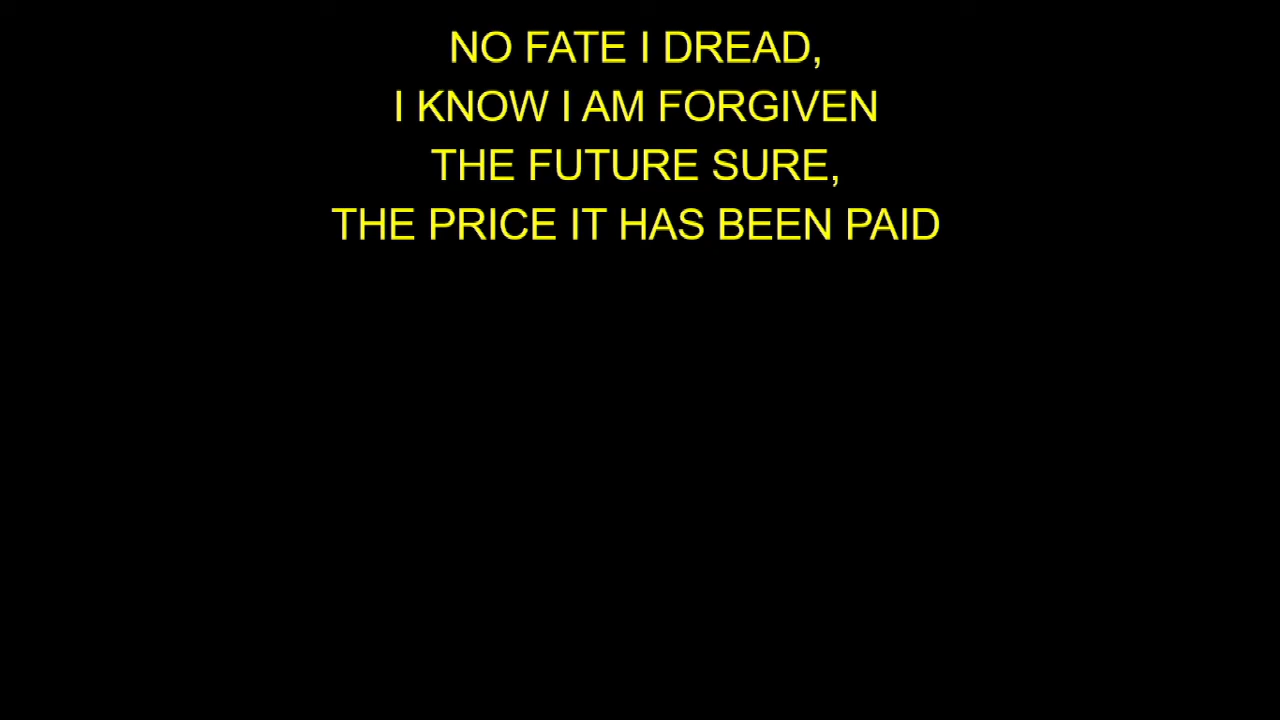 NO FATE I DREAD,
I KNOW I AM FORGIVEN
THE FUTURE SURE,
THE PRICE IT HAS BEEN PAID